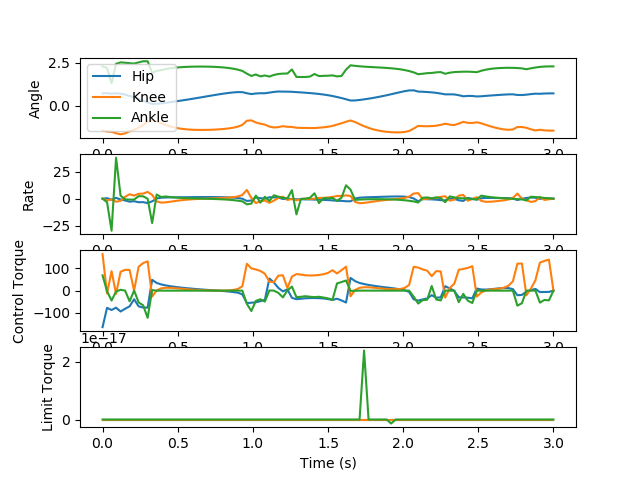 2.5
0.0
Angle
Hip
Knee
Ankle
0.0 0.5 1.0 1.5 2.0 2.5 3.0
25
0
−25
Rate
0.0 0.5 1.0 1.5 2.0 2.5 3.0
100
0
−100
Control Torque
0.0 0.5 1.0 1.5 2.0 2.5 3.0
1e−17
2
0
Limit Torque
0.0 0.5 1.0 1.5 2.0 2.5 3.0
Time (s)